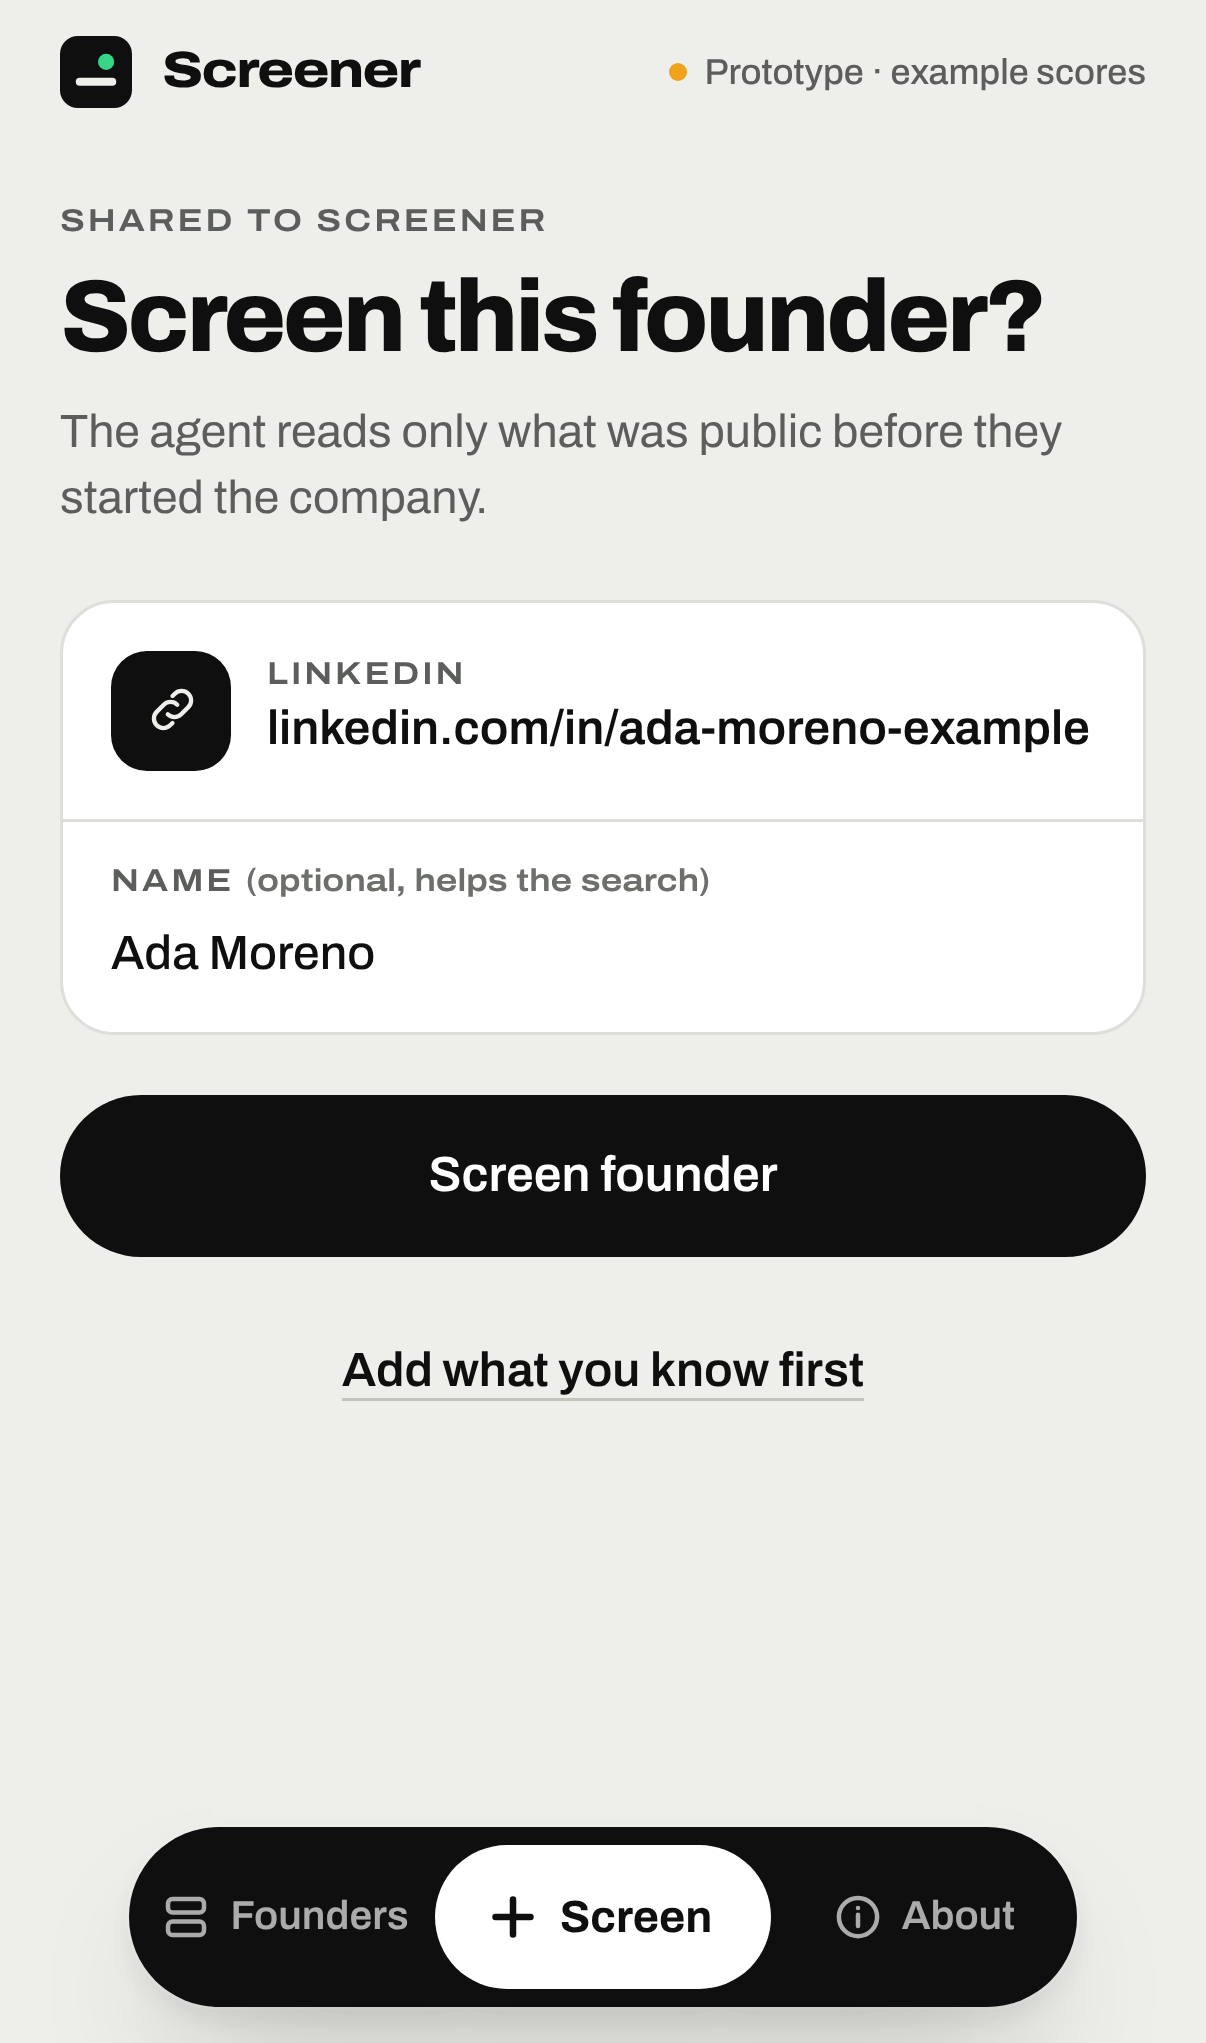 Screener
Prototype · example scores
SHARED TO SCREENER
Screen this founder?
The agent reads only what was public before they
started the company.
LINKEDIN
linkedin.com/in/ada-moreno-example
NAME (optional, helps the search)
Ada Moreno
Screen founder
Add what you know first
Founders
Screen
About